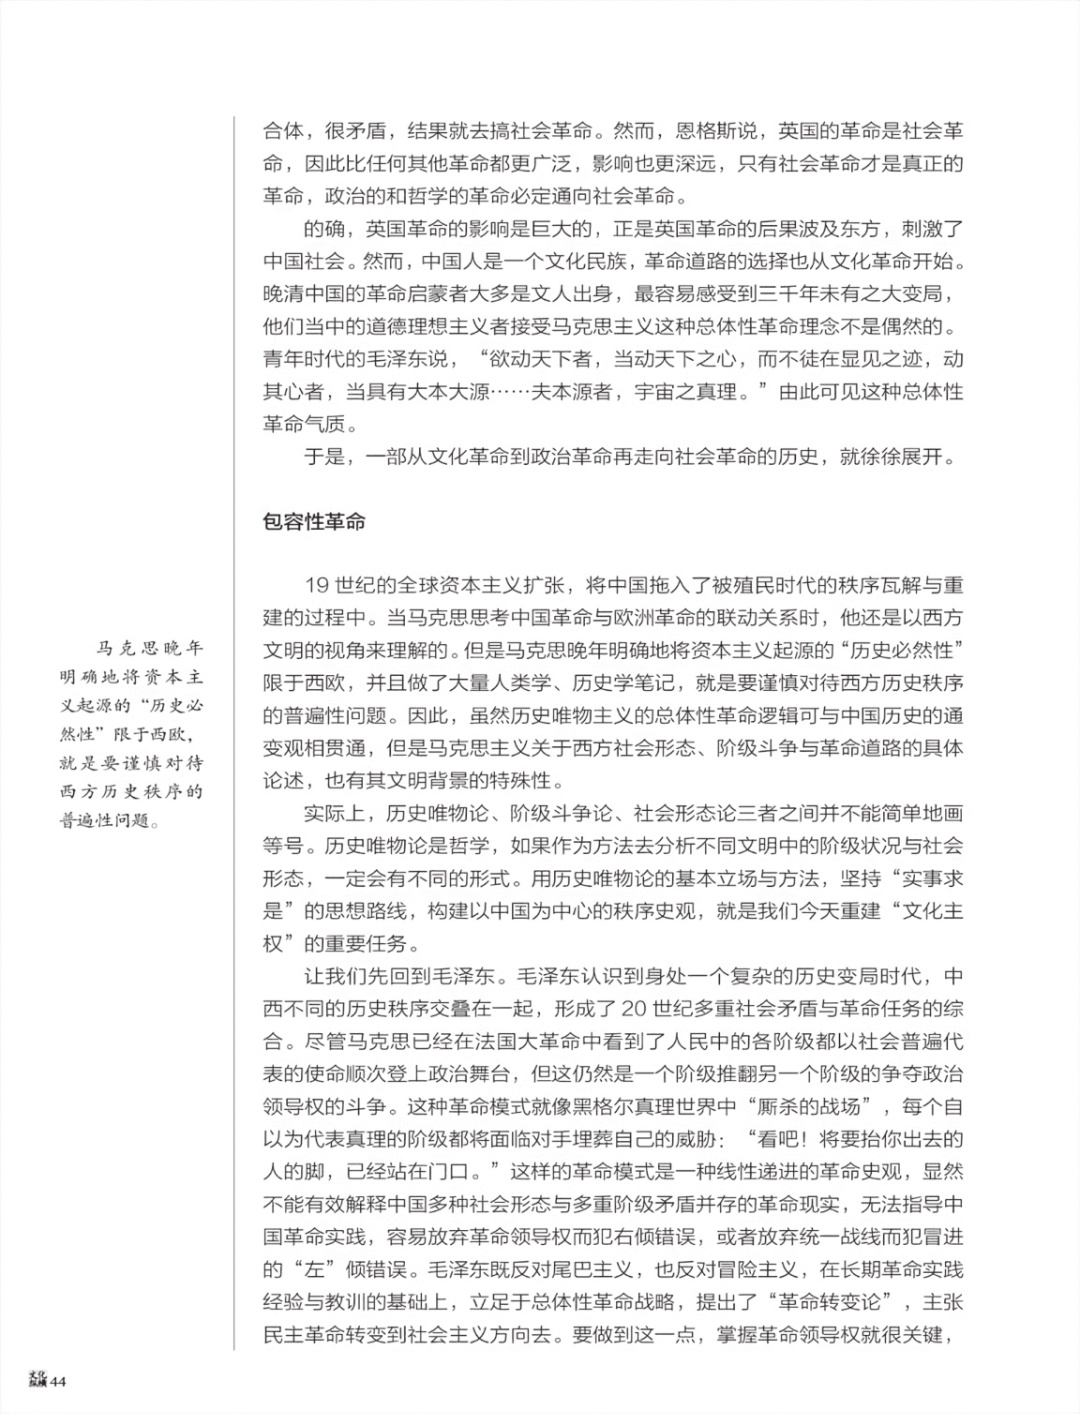 合体，很矛盾，结果就去搞社会革命。然而，恩格斯说，英国的革命是社会革
命，因此比任何其他革命都更广泛，影响也更深远，只有社会革命才是真正的
革命，政治的和哲学的革命必定通向社会革命。
的确，英国革命的影响是巨大的，正是英国革命的后果波及东方，刺激了
中国社会。然而，中国人是一个文化民族，革命道路的选择也从文化革命开始。
晚清中国的革命启蒙者大多是文人出身，最容易感受到三千年未有之大变局，
他们当中的道德理想主义者接受马克思主义这种总体性革命理念不是偶然的。
青年时代的毛泽东说，“欲动天下者，当动天下之心，而不徒在显见之迹，动
其心者，当具有大本大源……夫本源者，宇宙之真理。”由此可见这种总体性
革命气质。
于是，一部从文化革命到政治革命再走向社会革命的历史，就徐徐展开。
包容性革命
19 世纪的全球资本主义扩张，将中国拖入了被殖民时代的秩序瓦解与重
建的过程中。当马克思思考中国革命与欧洲革命的联动关系时，他还是以西方
文明的视角来理解的。但是马克思晚年明确地将资本主义起源的“历史必然性”
限于西欧，并且做了大量人类学、历史学笔记，就是要谨慎对待西方历史秩序
的普遍性问题。因此，虽然历史唯物主义的总体性革命逻辑可与中国历史的通
变观相贯通，但是马克思主义关于西方社会形态、阶级斗争与革命道路的具体
论述，也有其文明背景的特殊性。
实际上，历史唯物论、阶级斗争论、社会形态论三者之间并不能简单地画
等号。历史唯物论是哲学，如果作为方法去分析不同文明中的阶级状况与社会
形态，一定会有不同的形式。用历史唯物论的基本立场与方法，坚持“实事求
是”的思想路线，构建以中国为中心的秩序史观，就是我们今天重建“文化主
权”的重要任务。
让我们先回到毛泽东。毛泽东认识到身处一个复杂的历史变局时代，中
西不同的历史秩序交叠在一起，形成了 20 世纪多重社会矛盾与革命任务的综
合。尽管马克思已经在法国大革命中看到了人民中的各阶级都以社会普遍代
表的使命顺次登上政治舞台，但这仍然是一个阶级推翻另一个阶级的争夺政治
领导权的斗争。这种革命模式就像黑格尔真理世界中“厮杀的战场”，每个自
以为代表真理的阶级都将面临对手埋葬自己的威胁：“看吧！将要抬你出去的
人的脚，已经站在门口。”这样的革命模式是一种线性递进的革命史观，显然
不能有效解释中国多种社会形态与多重阶级矛盾并存的革命现实，无法指导中
国革命实践，容易放弃革命领导权而犯右倾错误，或者放弃统一战线而犯冒进
的“左”倾错误。毛泽东既反对尾巴主义，也反对冒险主义，在长期革命实践
经验与教训的基础上，立足于总体性革命战略，提出了“革命转变论”，主张
民主革命转变到社会主义方向去。要做到这一点，掌握革命领导权就很关键，
马克思晚年
明确地将资本主
义起源的“历史必
然性”限于西欧，
就是要谨慎对待
西方历史秩序的
普遍性问题。
文化
纵横 44